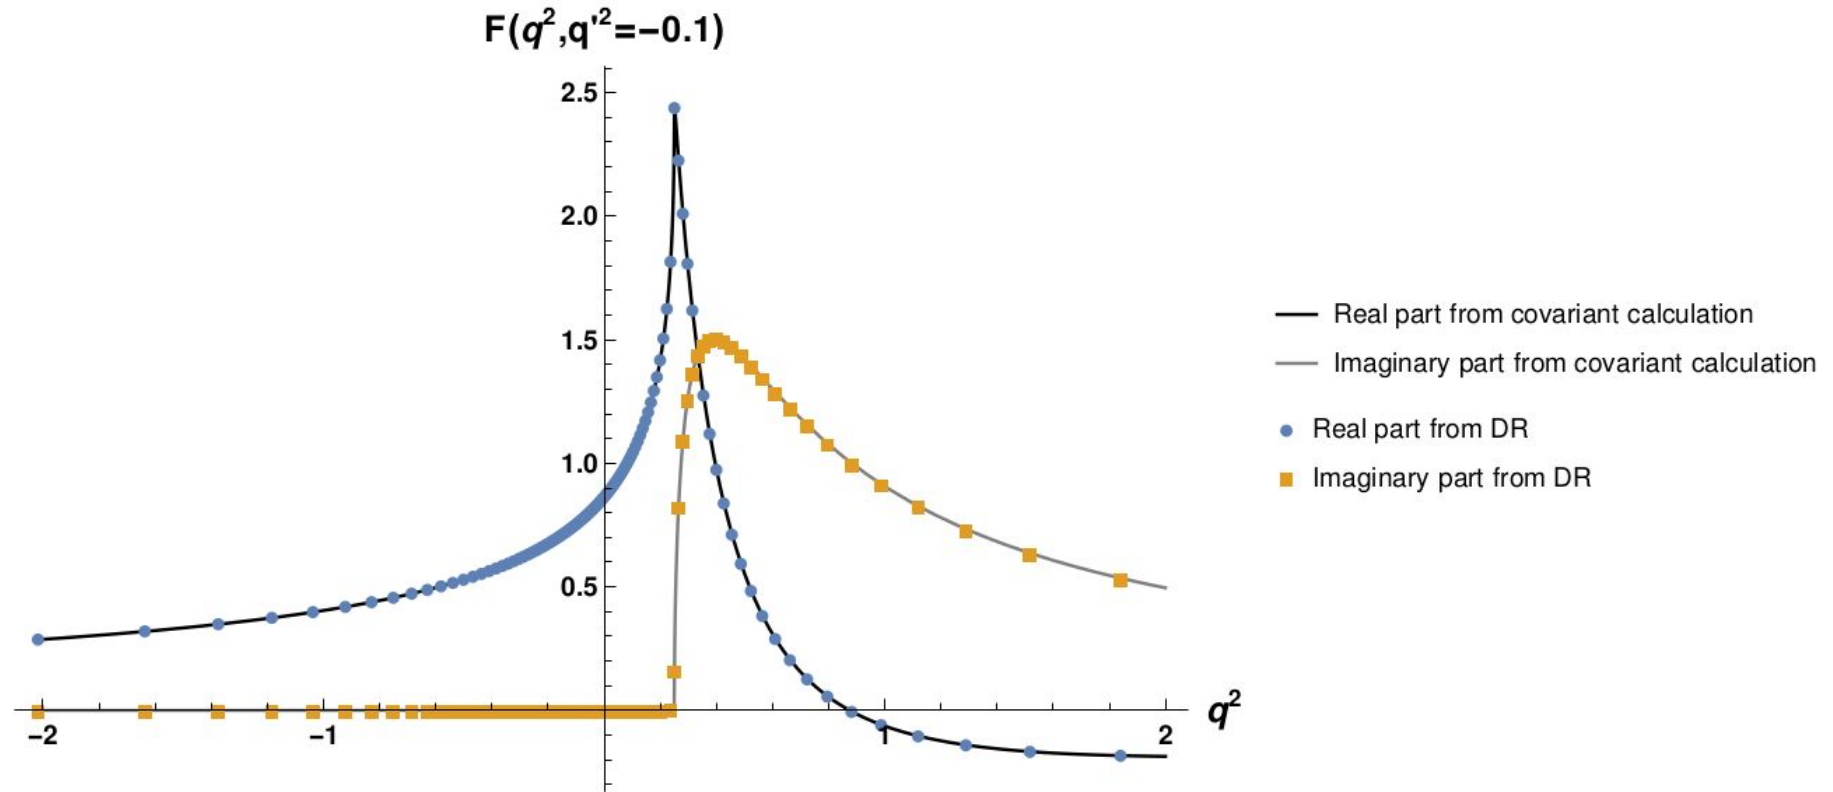 F(q²,q'²=−0.1)
2.5
2.0
1.5
1.0
0.5
−2
−1
1
2
q²
Real part from covariant calculation
Imaginary part from covariant calculation
Real part from DR
Imaginary part from DR